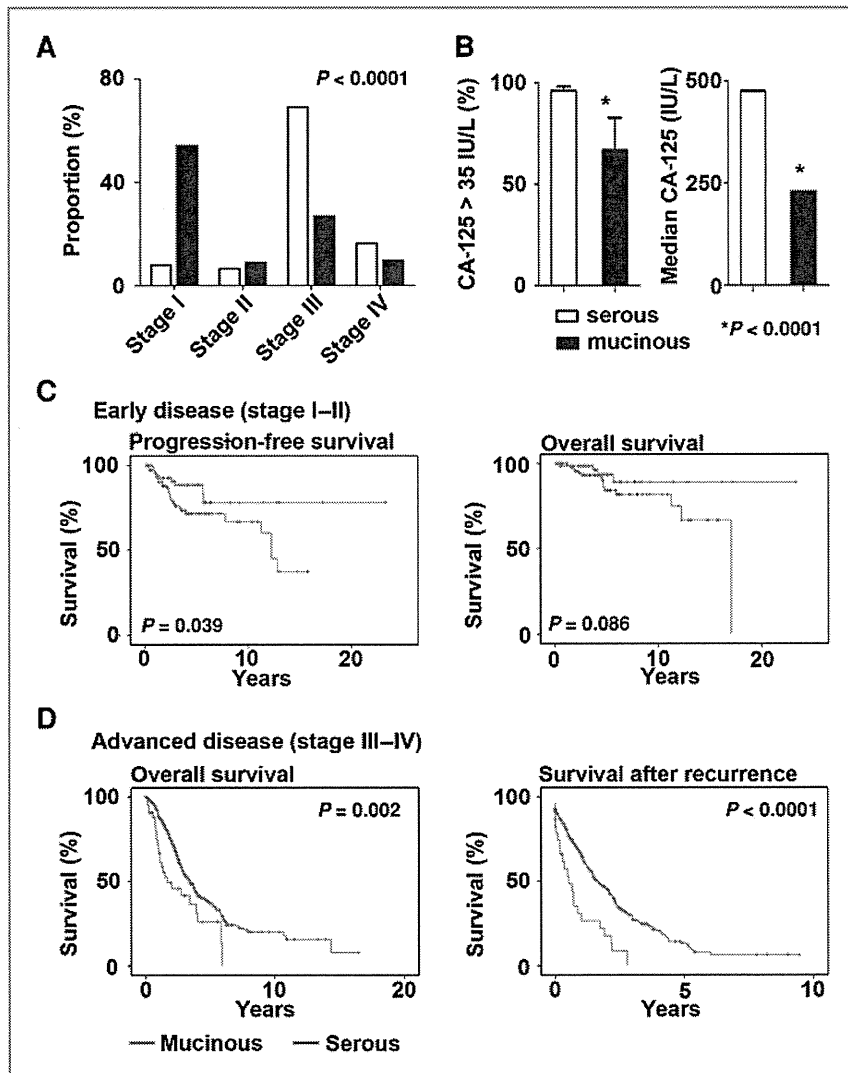 A
80
40
0
Proportion (%)
P < 0.0001
Stage I
Stage II
Stage III
Stage IV
B
100
50
0
CA-125 > 35 IU/L (%)
*
500
250
0
Median CA-125 (IU/L)
*
serous
mucinous
*P < 0.0001
C
Early disease (stage I–II)
Progression-free survival
100
50
0
Survival (%)
P = 0.039
0 10 20
Years
Overall survival
100
50
0
Survival (%)
P = 0.086
0 10 20
Years
D
Advanced disease (stage III–IV)
Overall survival
100
50
0
Survival (%)
P = 0.002
0 10 20
Years
Survival after recurrence
100
50
0
Survival (%)
P < 0.0001
0 5 10
Years
Mucinous Serous